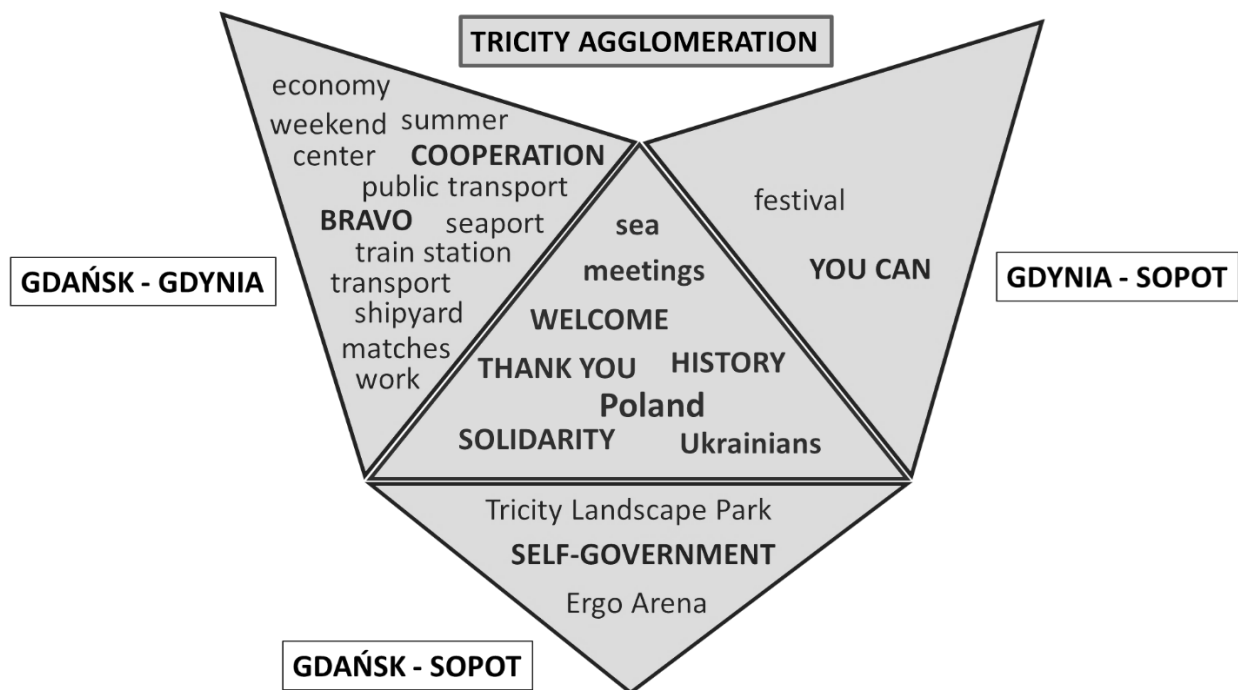 TRICITY AGGLOMERATION
economy
weekend summer
center COOPERATION
public transport
BRAVO seaport
train station
transport
shipyard
matches
work
GDAŃSK - GDYNIA
sea
meetings
WELCOME
THANK YOU HISTORY
Poland
SOLIDARITY Ukrainians
festival
YOU CAN
GDYNIA - SOPOT
Tricity Landscape Park
SELF-GOVERNMENT
Ergo Arena
GDAŃSK - SOPOT